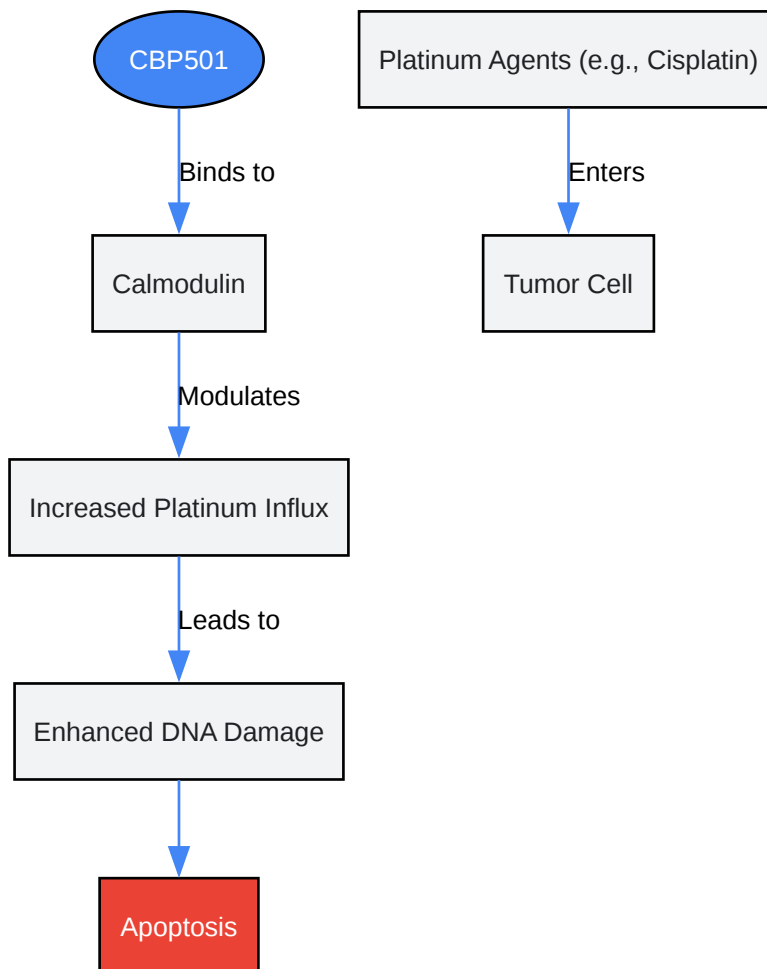 CBP501
Platinum Agents (e.g., Cisplatin)
Binds to
Enters
Calmodulin
Tumor Cell
Modulates
Increased Platinum Influx
Leads to
Enhanced DNA Damage
Apoptosis